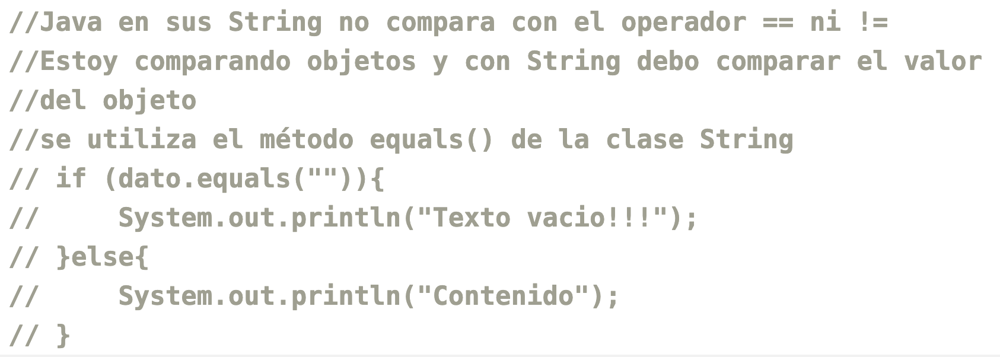 //Java en sus String no compara con el operador == ni !=
//Estoy comparando objetos y con String debo comparar el valor
//del objeto
//se utiliza el método equals() de la clase String
// if (dato.equals("")){
//     System.out.println("Texto vacio!!!");
// }else{
//     System.out.println("Contenido");
// }